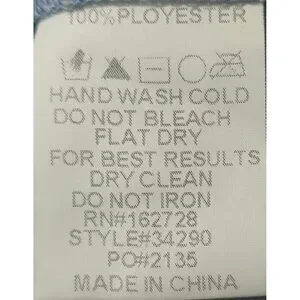 100%PLOYESTER
HAND WASH COLD
DO NOT BLEACH
FLAT DRY
FOR BEST RESULTS
DRY CLEAN
DO NOT IRON
RN#162728
STYLE#34290
PO#2135
MADE IN CHINA